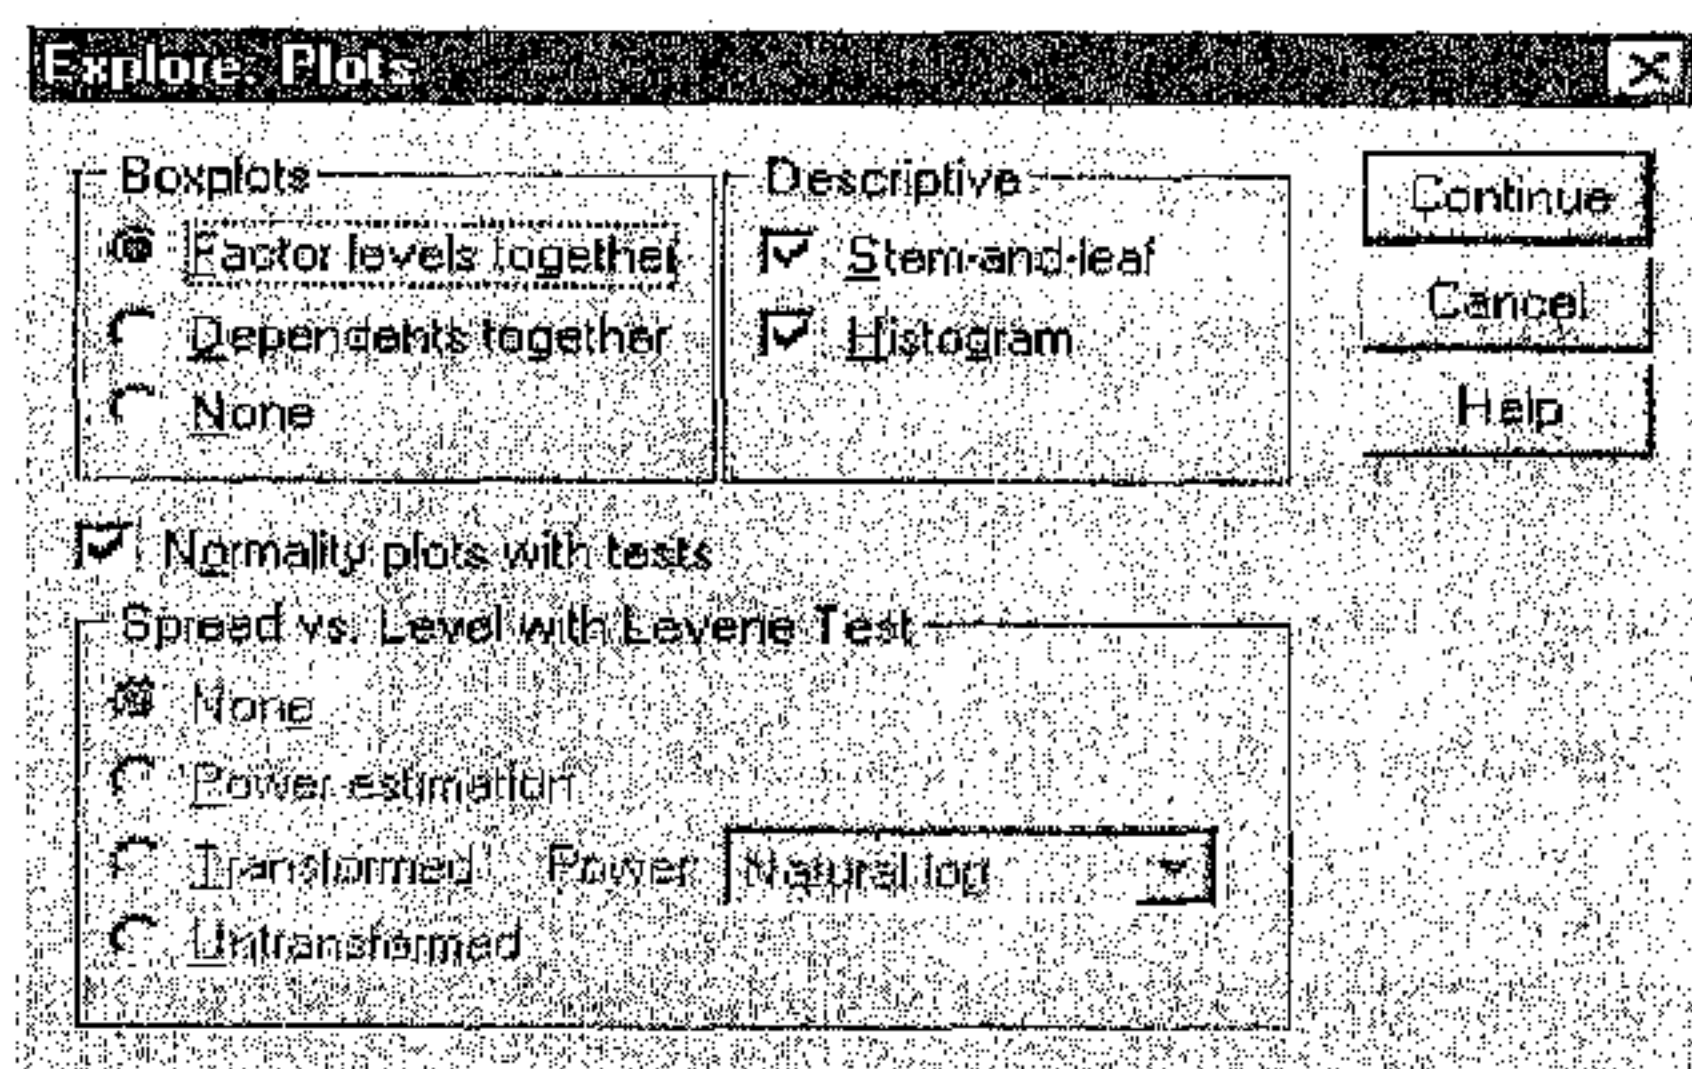 Explore: Plots
Boxplots
Factor levels together
Dependents together
None
Descriptive
Stem-and-leaf
Histogram
Continue
Cancel
Help
Normality plots with tests
Spread vs. Level with Levene Test
None
Power estimation
Transformed Power: Natural log
Untransformed